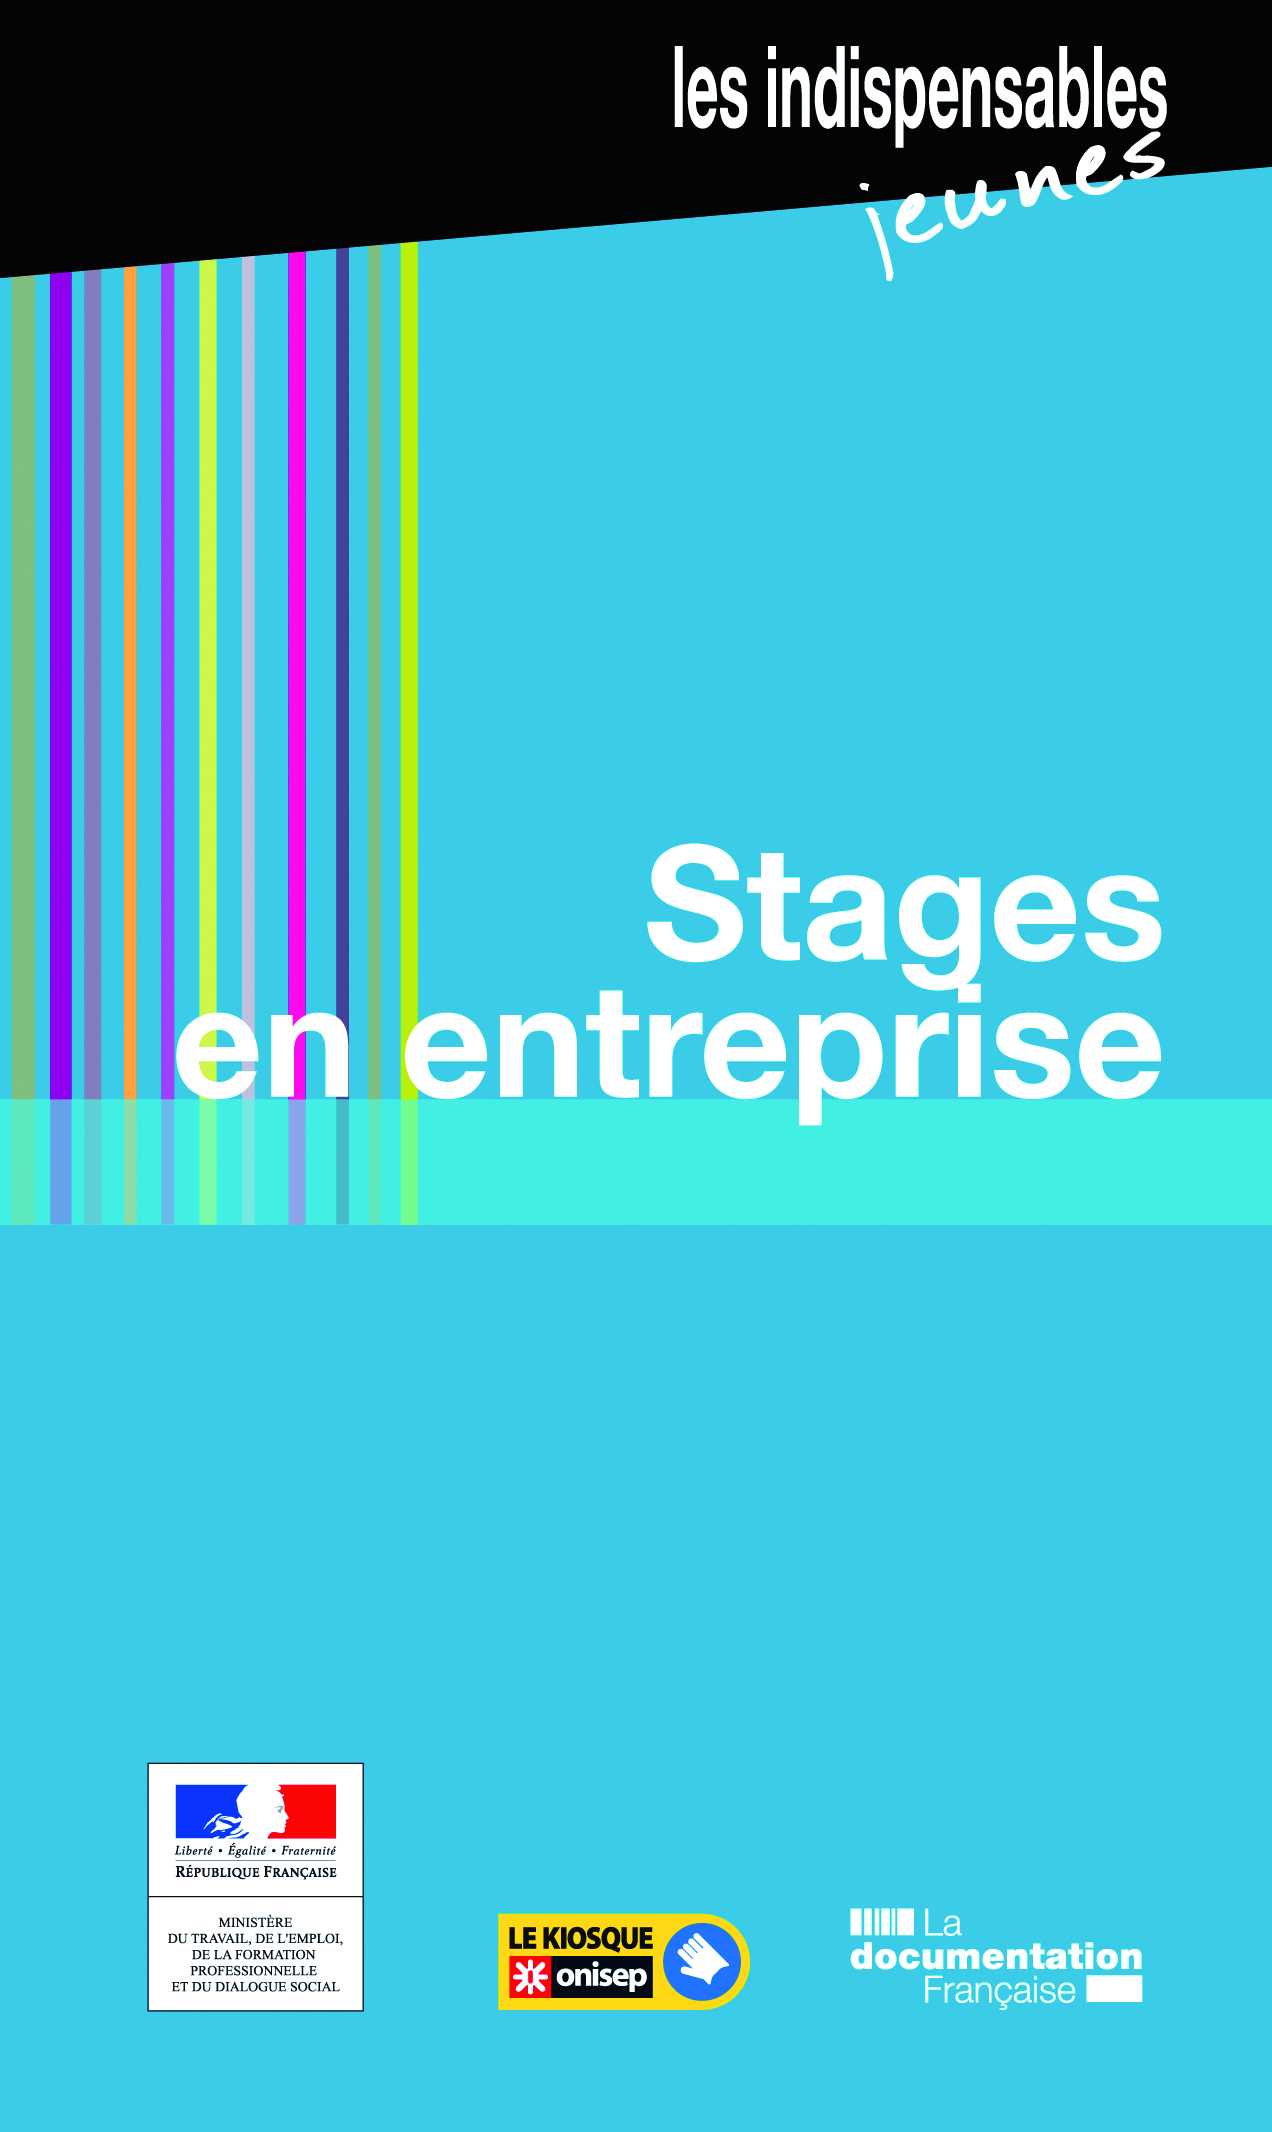 les indispensables
jeunes
Stages
en entreprise
Liberté • Égalité • Fraternité
RÉPUBLIQUE FRANÇAISE
MINISTÈRE
DU TRAVAIL, DE L'EMPLOI,
DE LA FORMATION
PROFESSIONNELLE
ET DU DIALOGUE SOCIAL
LE KIOSQUE
onisep
La
documentation
Française